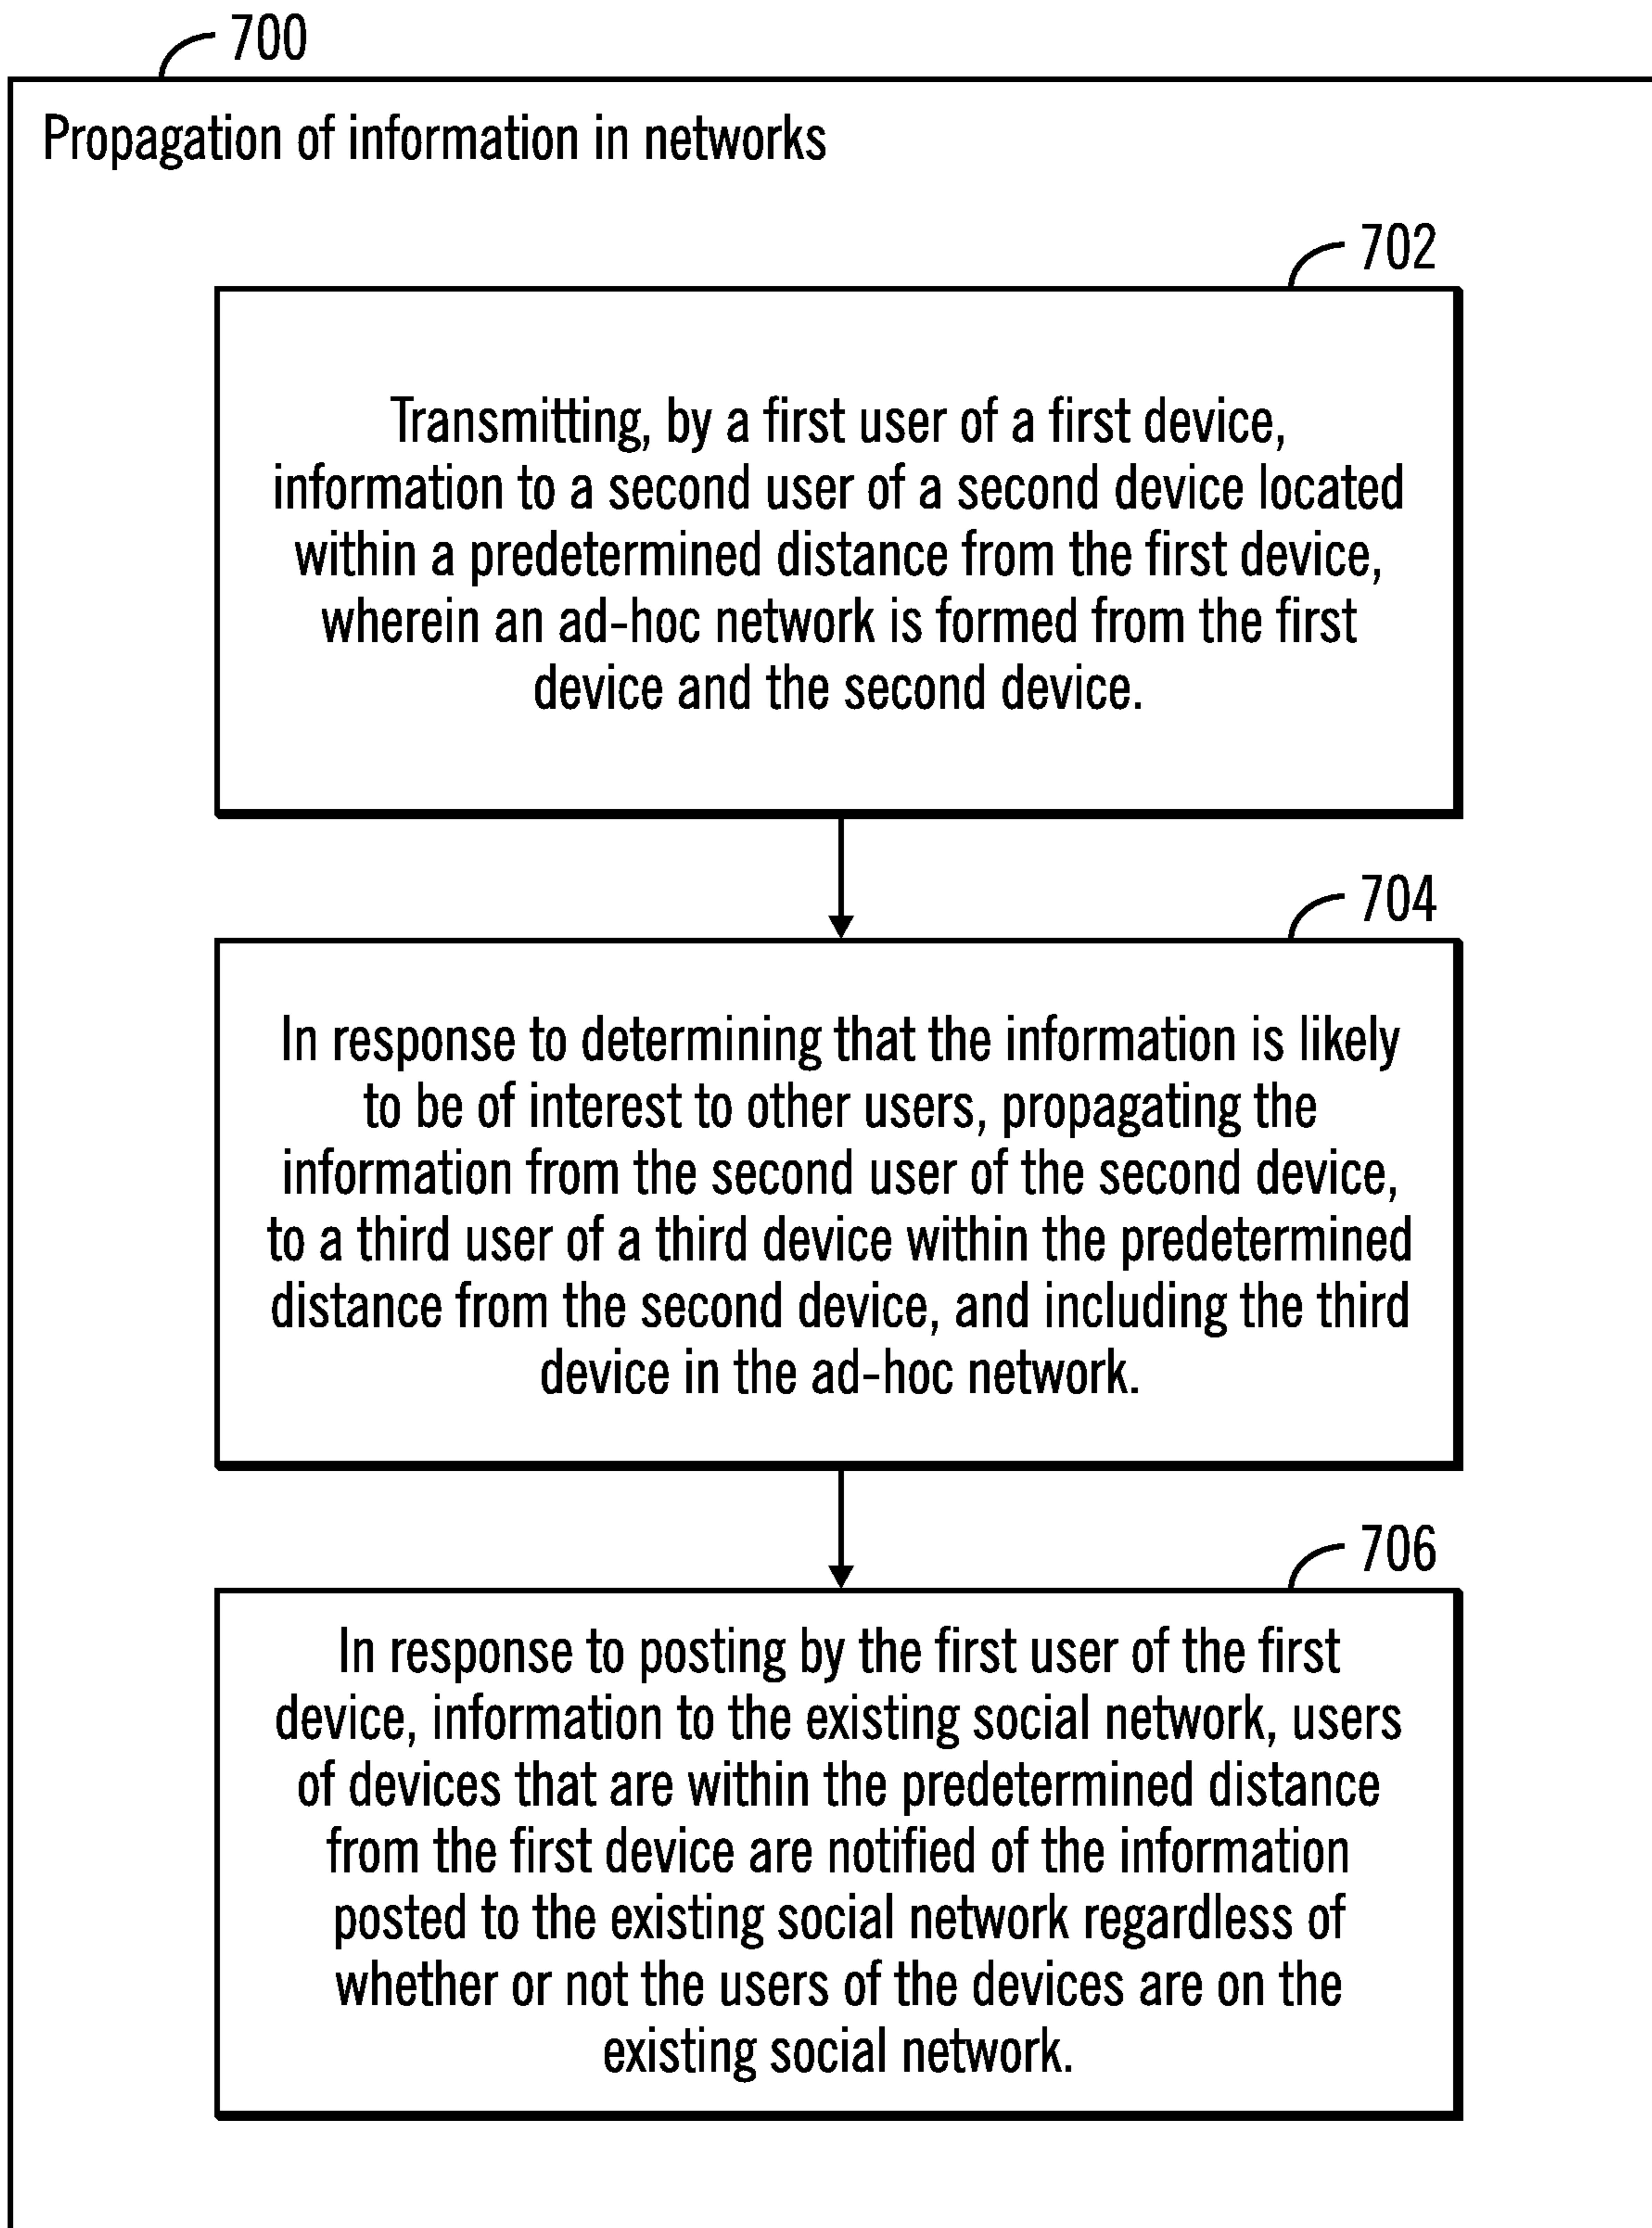 700
Propagation of information in networks
702
Transmitting, by a first user of a first device,
information to a second user of a second device located
within a predetermined distance from the first device,
wherein an ad-hoc network is formed from the first
device and the second device.
704
In response to determining that the information is likely
to be of interest to other users, propagating the
information from the second user of the second device,
to a third user of a third device within the predetermined
distance from the second device, and including the third
device in the ad-hoc network.
706
In response to posting by the first user of the first
device, information to the existing social network, users
of devices that are within the predetermined distance
from the first device are notified of the information
posted to the existing social network regardless of
whether or not the users of the devices are on the
existing social network.